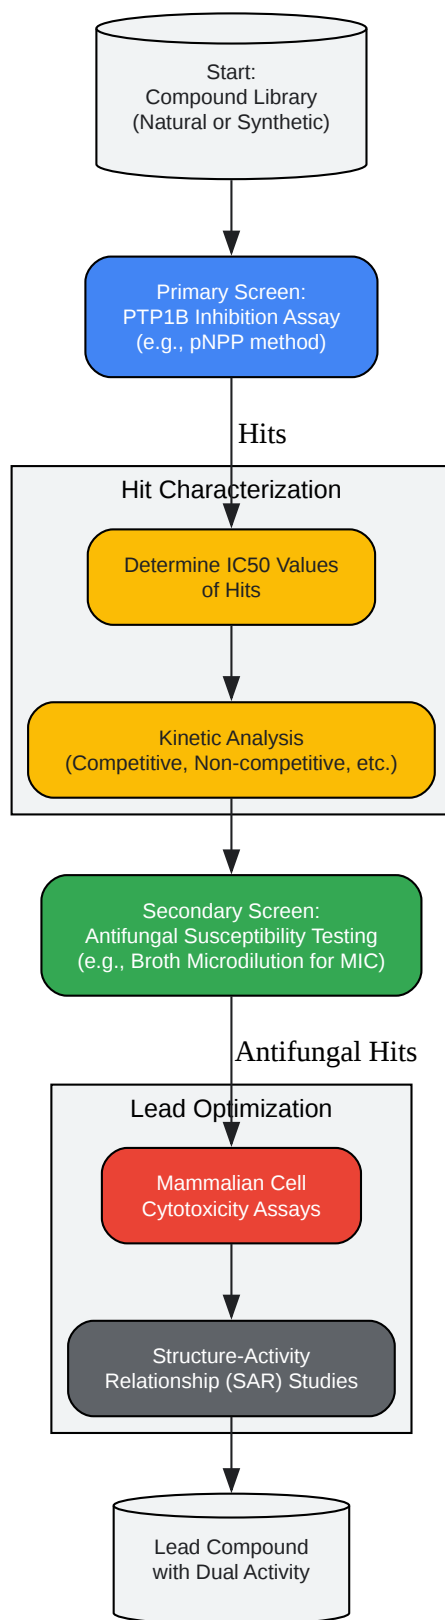 Start:
Compound Library
(Natural or Synthetic)
Primary Screen:
PTP1B Inhibition Assay
(e.g., pNPP method)
Hits
Hit Characterization
Determine IC50 Values
of Hits
Kinetic Analysis
(Competitive, Non-competitive, etc.)
Secondary Screen:
Antifungal Susceptibility Testing
(e.g., Broth Microdilution for MIC)
Antifungal Hits
Lead Optimization
Mammalian Cell
Cytotoxicity Assays
Structure-Activity
Relationship (SAR) Studies
Lead Compound
with Dual Activity